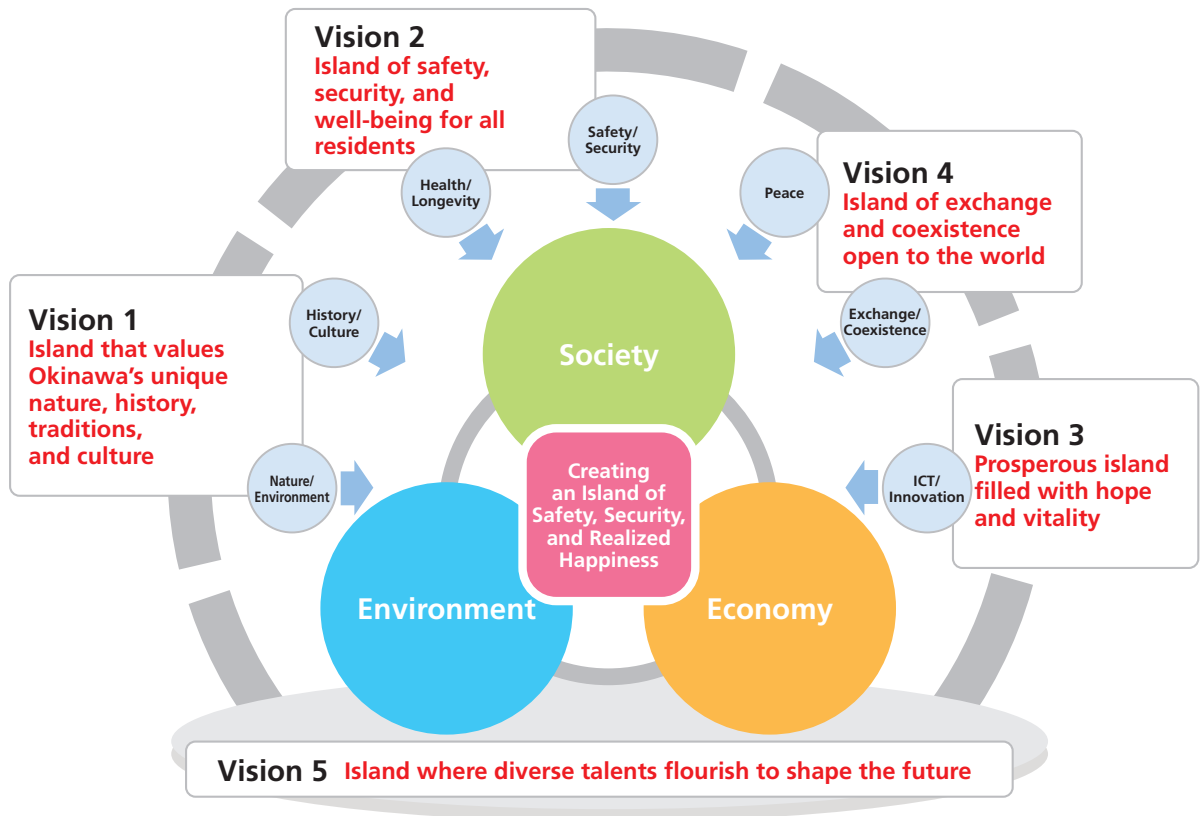 Vision 2
Island of safety,
security, and
well-being for all
residents
Safety/
Security
Health/
Longevity
Peace
Vision 4
Island of exchange
and coexistence
open to the world
Exchange/
Coexistence
Vision 1
Island that values
Okinawa's unique
nature, history,
traditions,
and culture
History/
Culture
Nature/
Environment
Society
Vision 3
Prosperous island
filled with hope
and vitality
ICT/
Innovation
Creating
an Island of
Safety, Security,
and Realized
Happiness
Environment
Economy
Vision 5 Island where diverse talents flourish to shape the future